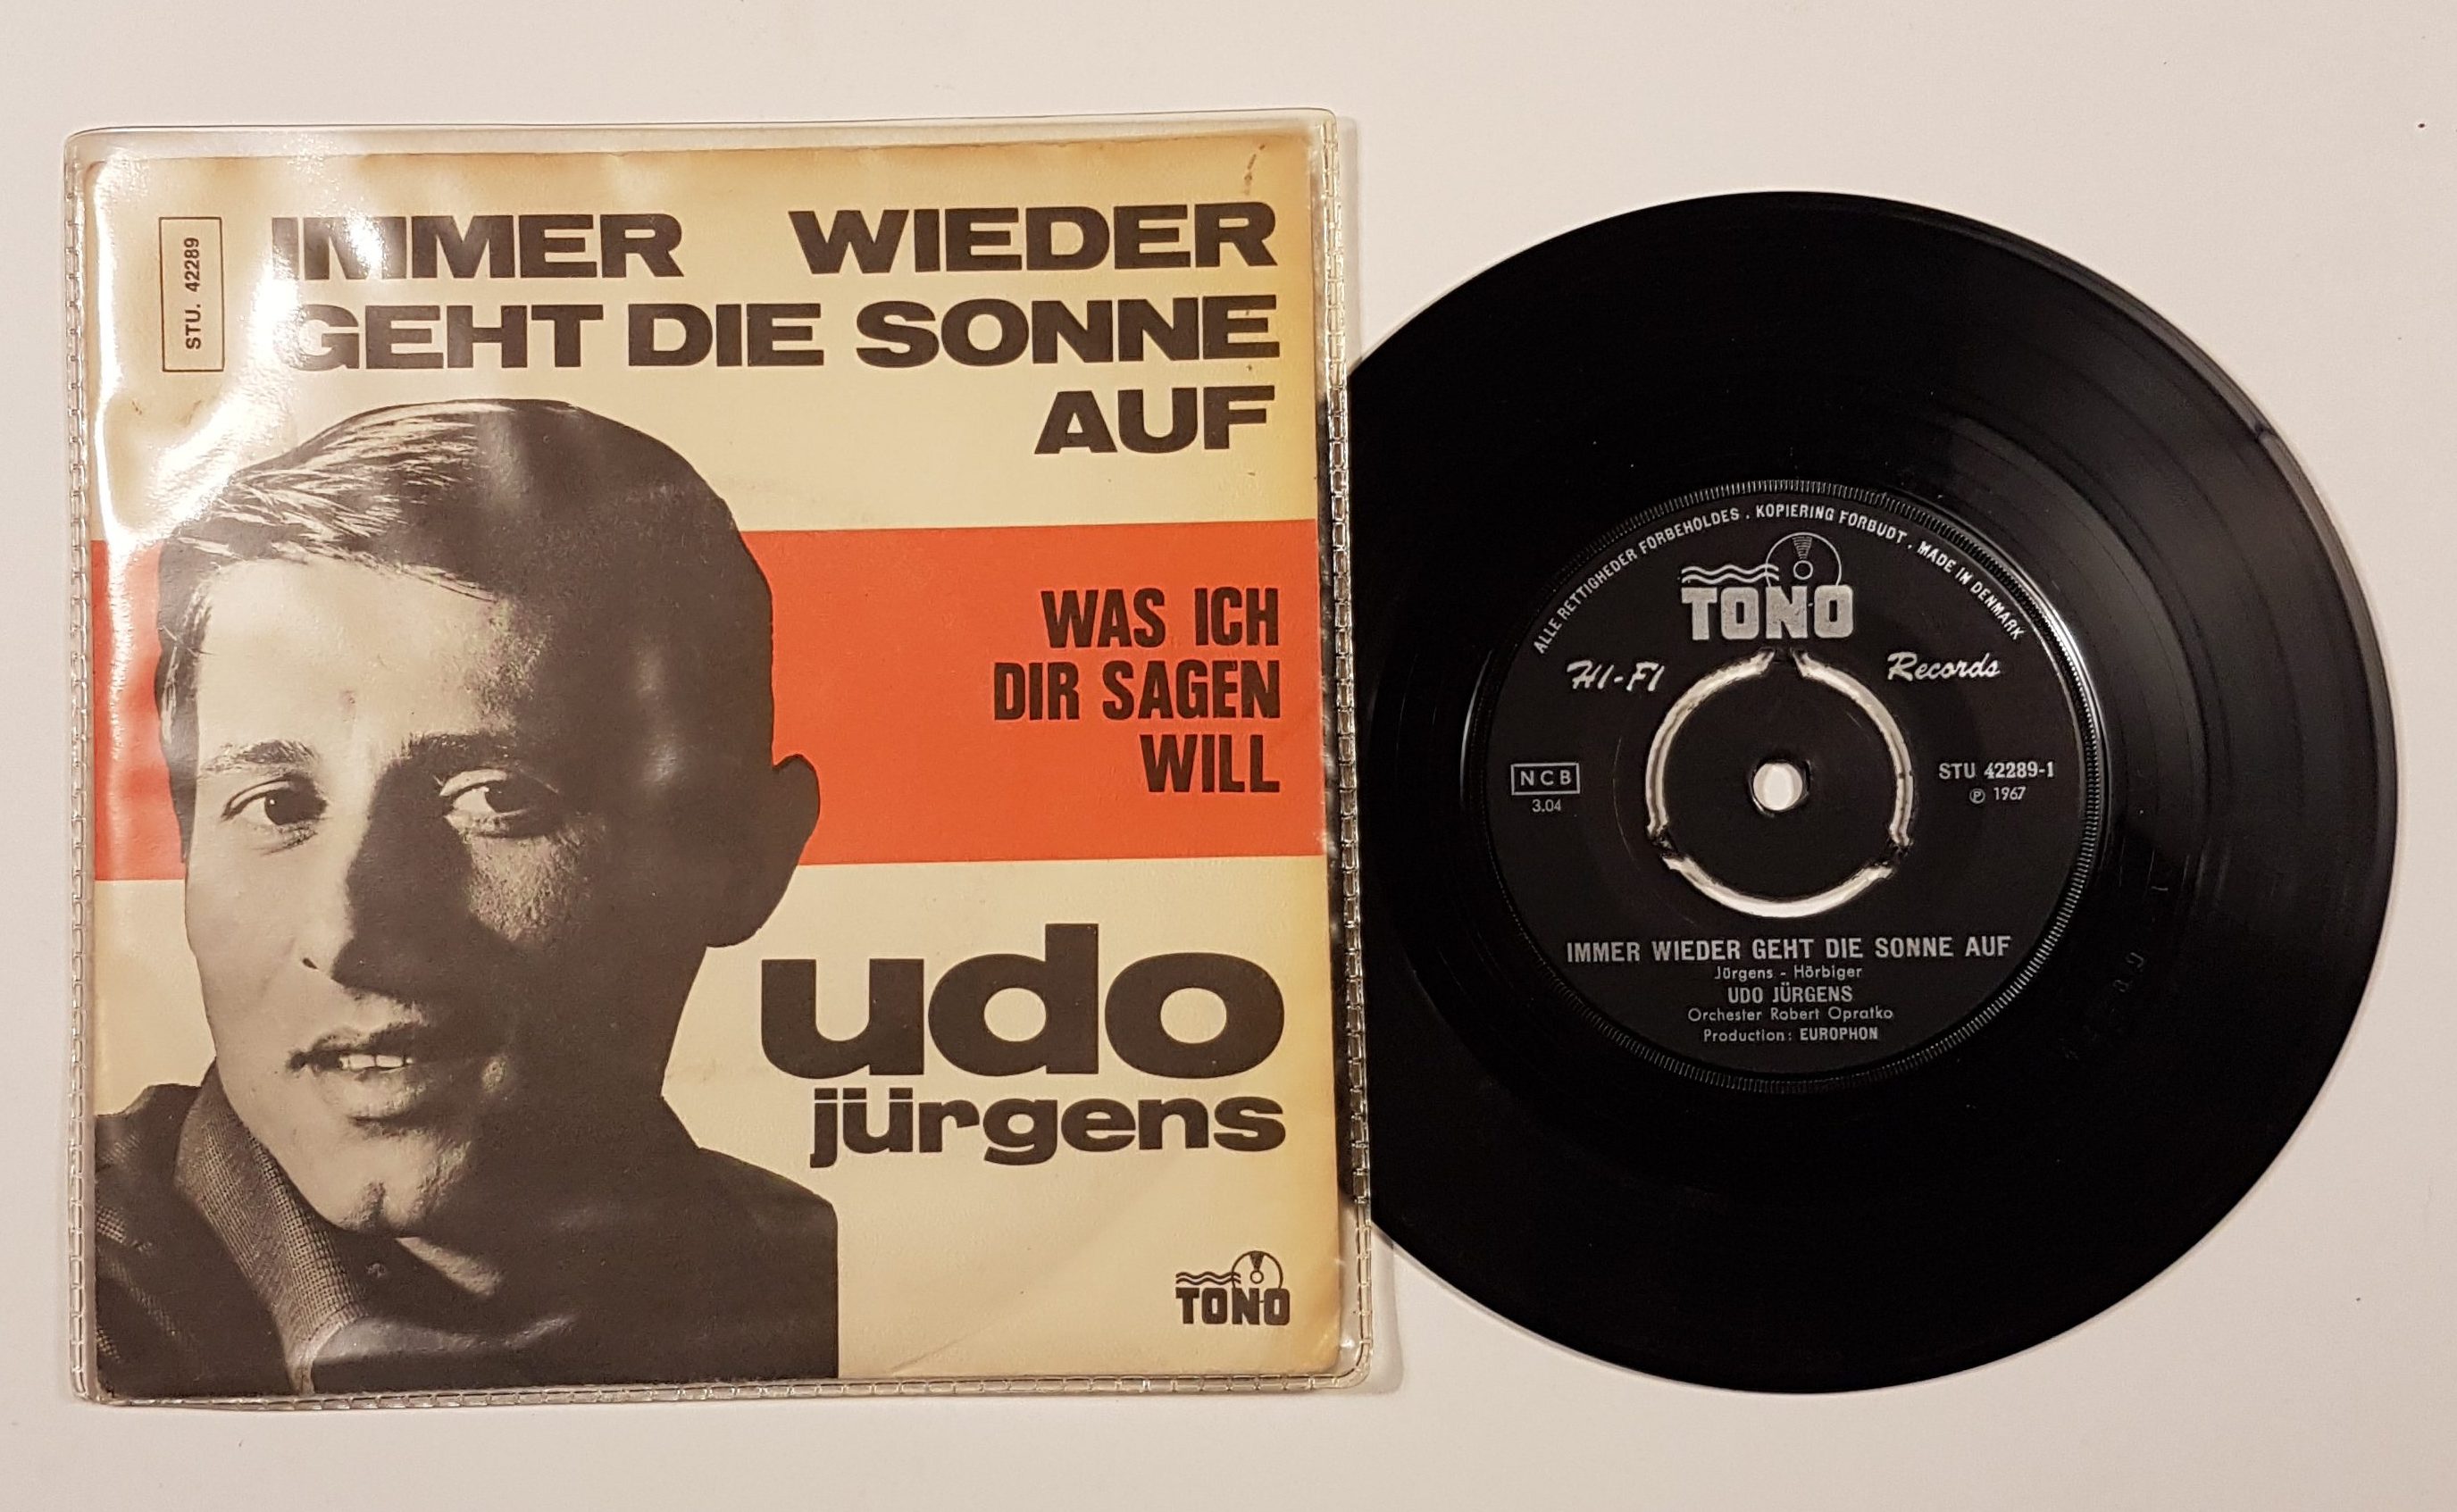 STU. 42289
IMMER WIEDER
GEHT DIE SONNE
AUF
WAS ICH
DIR SAGEN
WILL
udo
jürgens
TONO
ALLE RETTIGHEDER FORBEHOLDES . KOPIERING FORBUDT . MADE IN DENMARK
TONO
HI-FI Records
NCB
3.04
STU 42289-1
℗ 1967
IMMER WIEDER GEHT DIE SONNE AUF
Jürgens - Hörbiger
UDO JÜRGENS
Orchester Robert Opratko
Production: EUROPHON